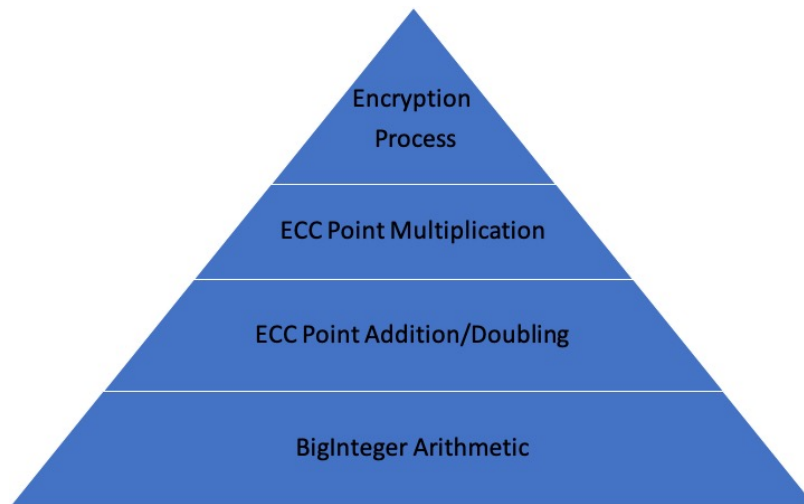 Encryption
Process
ECC Point Multiplication
ECC Point Addition/Doubling
BigInteger Arithmetic